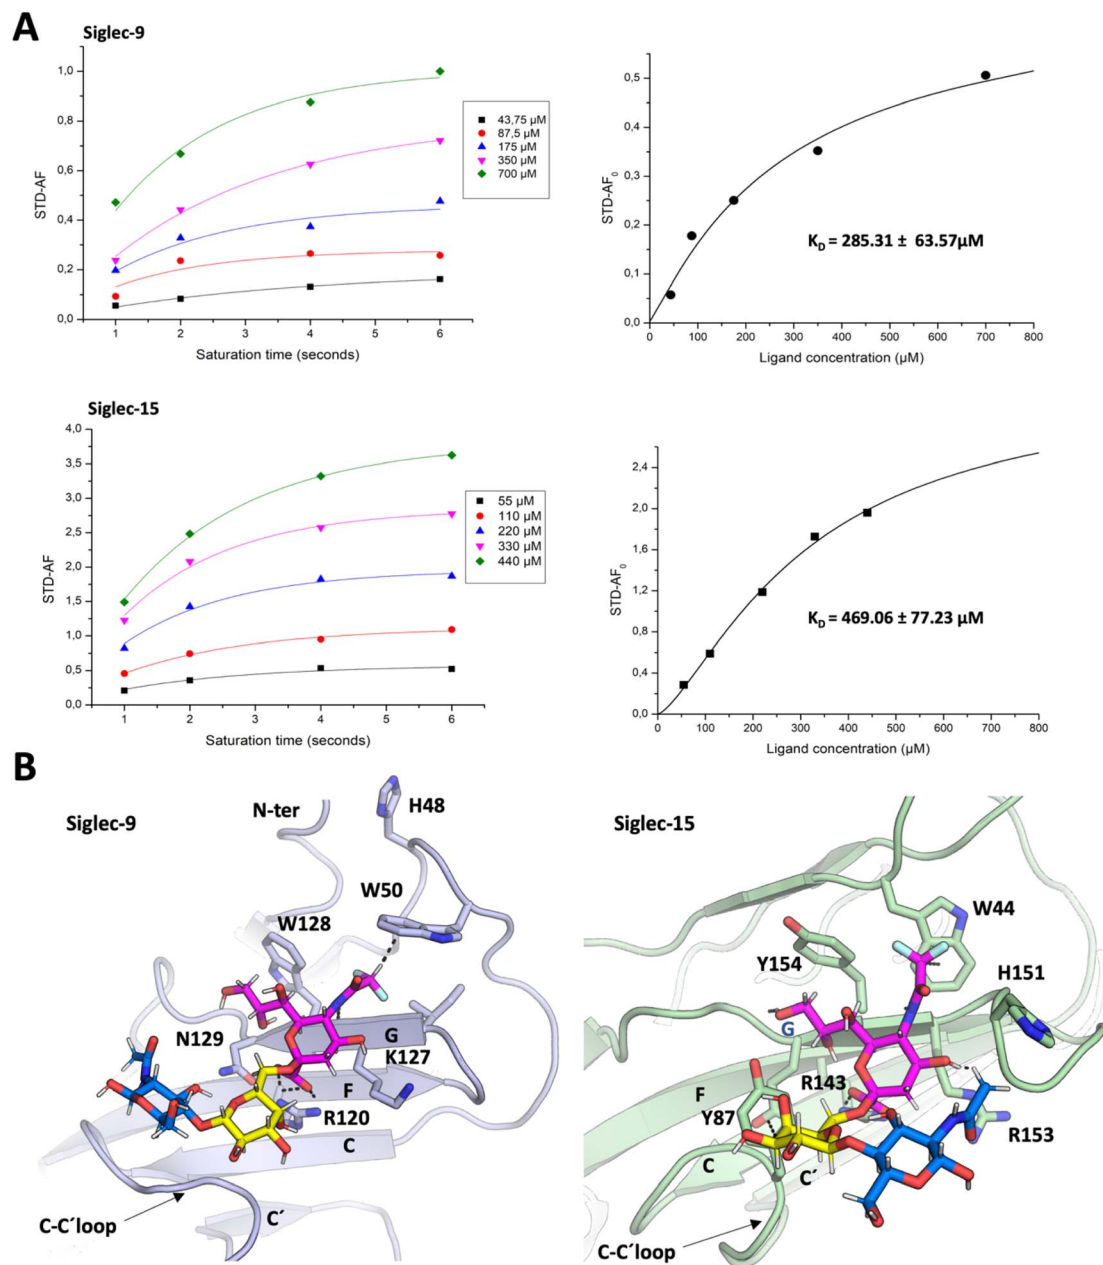 A
Siglec-9
1,0
0,8
0,6
0,4
0,2
0,0
STD-AF
1 2 3 4 5 6
Saturation time (seconds)
43,75 µM
87,5 µM
175 µM
350 µM
700 µM
0,5
0,4
0,3
0,2
0,1
0,0
STD-AF₀
K_D = 285.31 ± 63.57µM
0 100 200 300 400 500 600 700 800
Ligand concentration (µM)
Siglec-15
4,0
3,5
3,0
2,5
2,0
1,5
1,0
0,5
0,0
STD-AF
1 2 3 4 5 6
Saturation time (seconds)
55 µM
110 µM
220 µM
330 µM
440 µM
2,4
2,0
1,6
1,2
0,8
0,4
0,0
STD-AF₀
K_D = 469.06 ± 77.23 µM
0 100 200 300 400 500 600 700 800
Ligand concentration (µM)
B
Siglec-9
N-ter
H48
W50
W128
N129
G
K127
F
R120
C
C-C´loop
C´
Siglec-15
W44
Y154
H151
G
R143
F
Y87
R153
C
C´
C-C´loop